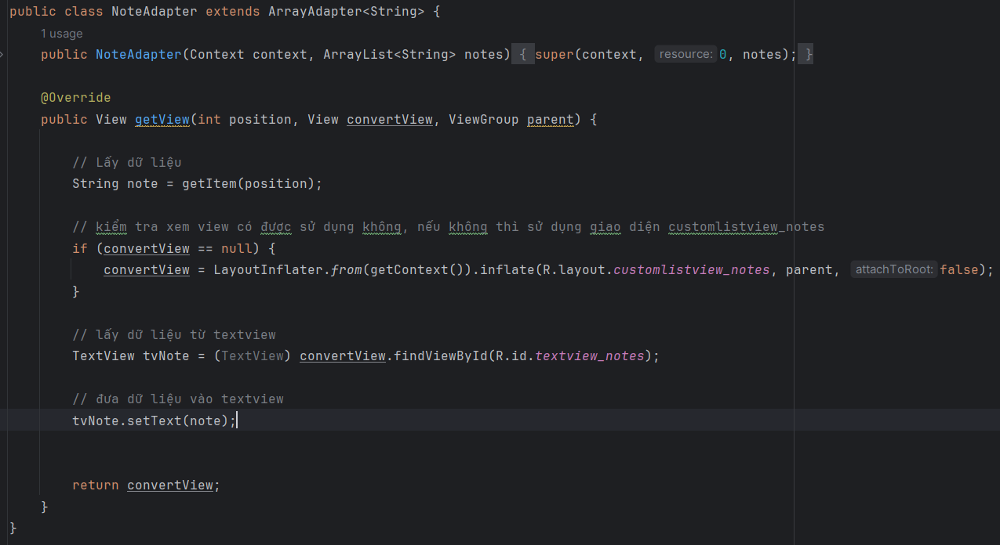 public class NoteAdapter extends ArrayAdapter<String> {
1 usage
public NoteAdapter(Context context, ArrayList<String> notes) { super(context, resource: 0, notes); }
@Override
public View getView(int position, View convertView, ViewGroup parent) {
// Lấy dữ liệu
String note = getItem(position);
// kiểm tra xem view có được sử dụng không, nếu không thì sử dụng giao diện customlistview_notes
if (convertView == null) {
convertView = LayoutInflater.from(getContext()).inflate(R.layout.customlistview_notes, parent, attachToRoot: false);
}
// lấy dữ liệu từ textview
TextView tvNote = (TextView) convertView.findViewById(R.id.textview_notes);
// đưa dữ liệu vào textview
tvNote.setText(note);
return convertView;
}
}